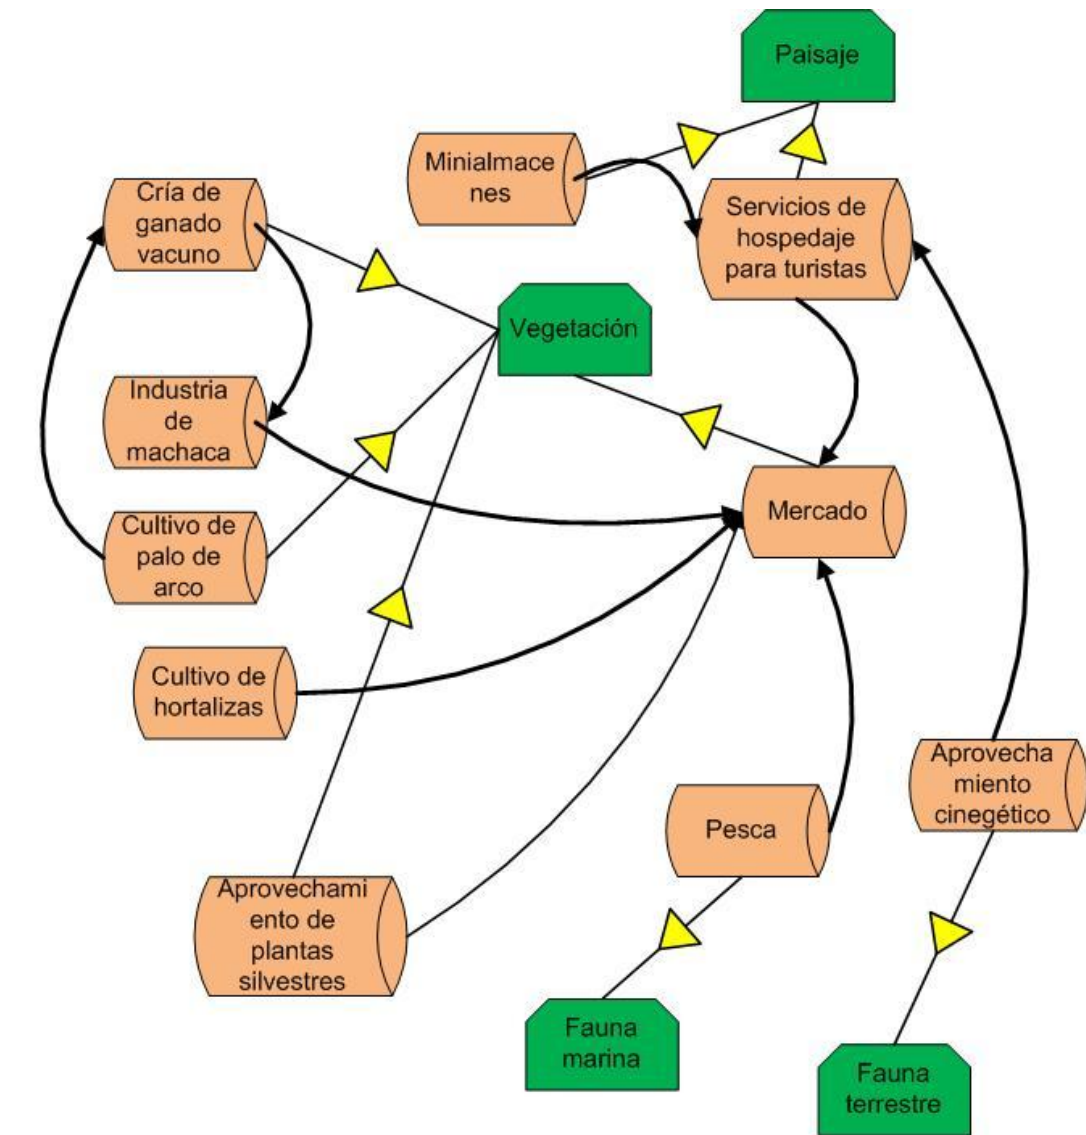 Paisaje
Minialmace
nes
Cría de
ganado
vacuno
Servicios de
hospedaje
para turistas
Vegetación
Industria
de
machaca
Mercado
Cultivo de
palo de
arco
Cultivo de
hortalizas
Aprovecha
miento
cinegético
Pesca
Aprovechami
ento de
plantas
silvestres
Fauna
marina
Fauna
terrestre